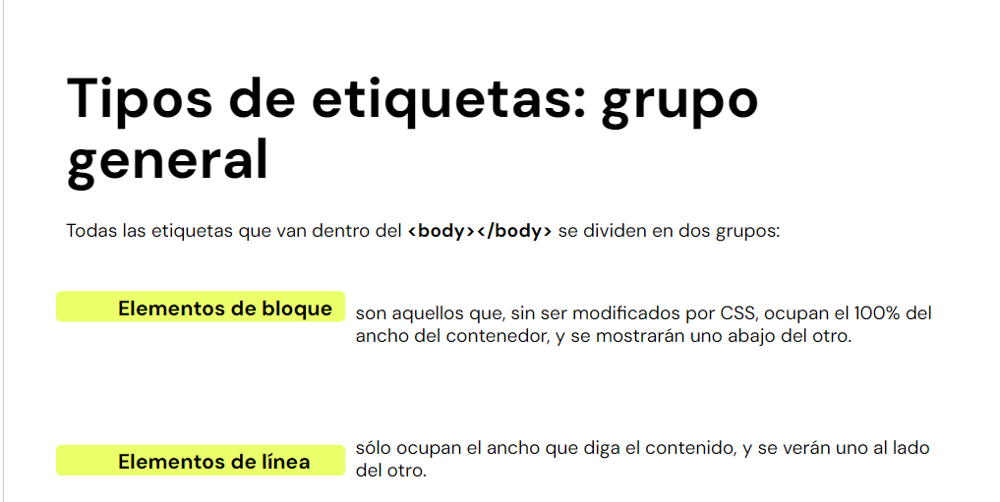 Tipos de etiquetas: grupo
general
Todas las etiquetas que van dentro del <body></body> se dividen en dos grupos:
Elementos de bloque
son aquellos que, sin ser modificados por CSS, ocupan el 100% del
ancho del contenedor, y se mostrarán uno abajo del otro.
Elementos de línea
sólo ocupan el ancho que diga el contenido, y se verán uno al lado
del otro.